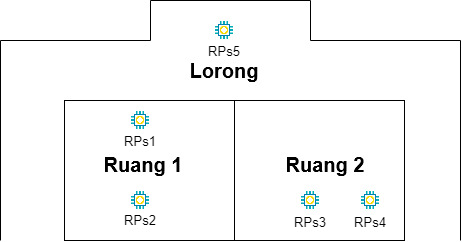 RPs5
Lorong
RPs1
Ruang 1
Ruang 2
RPs2
RPs3
RPs4